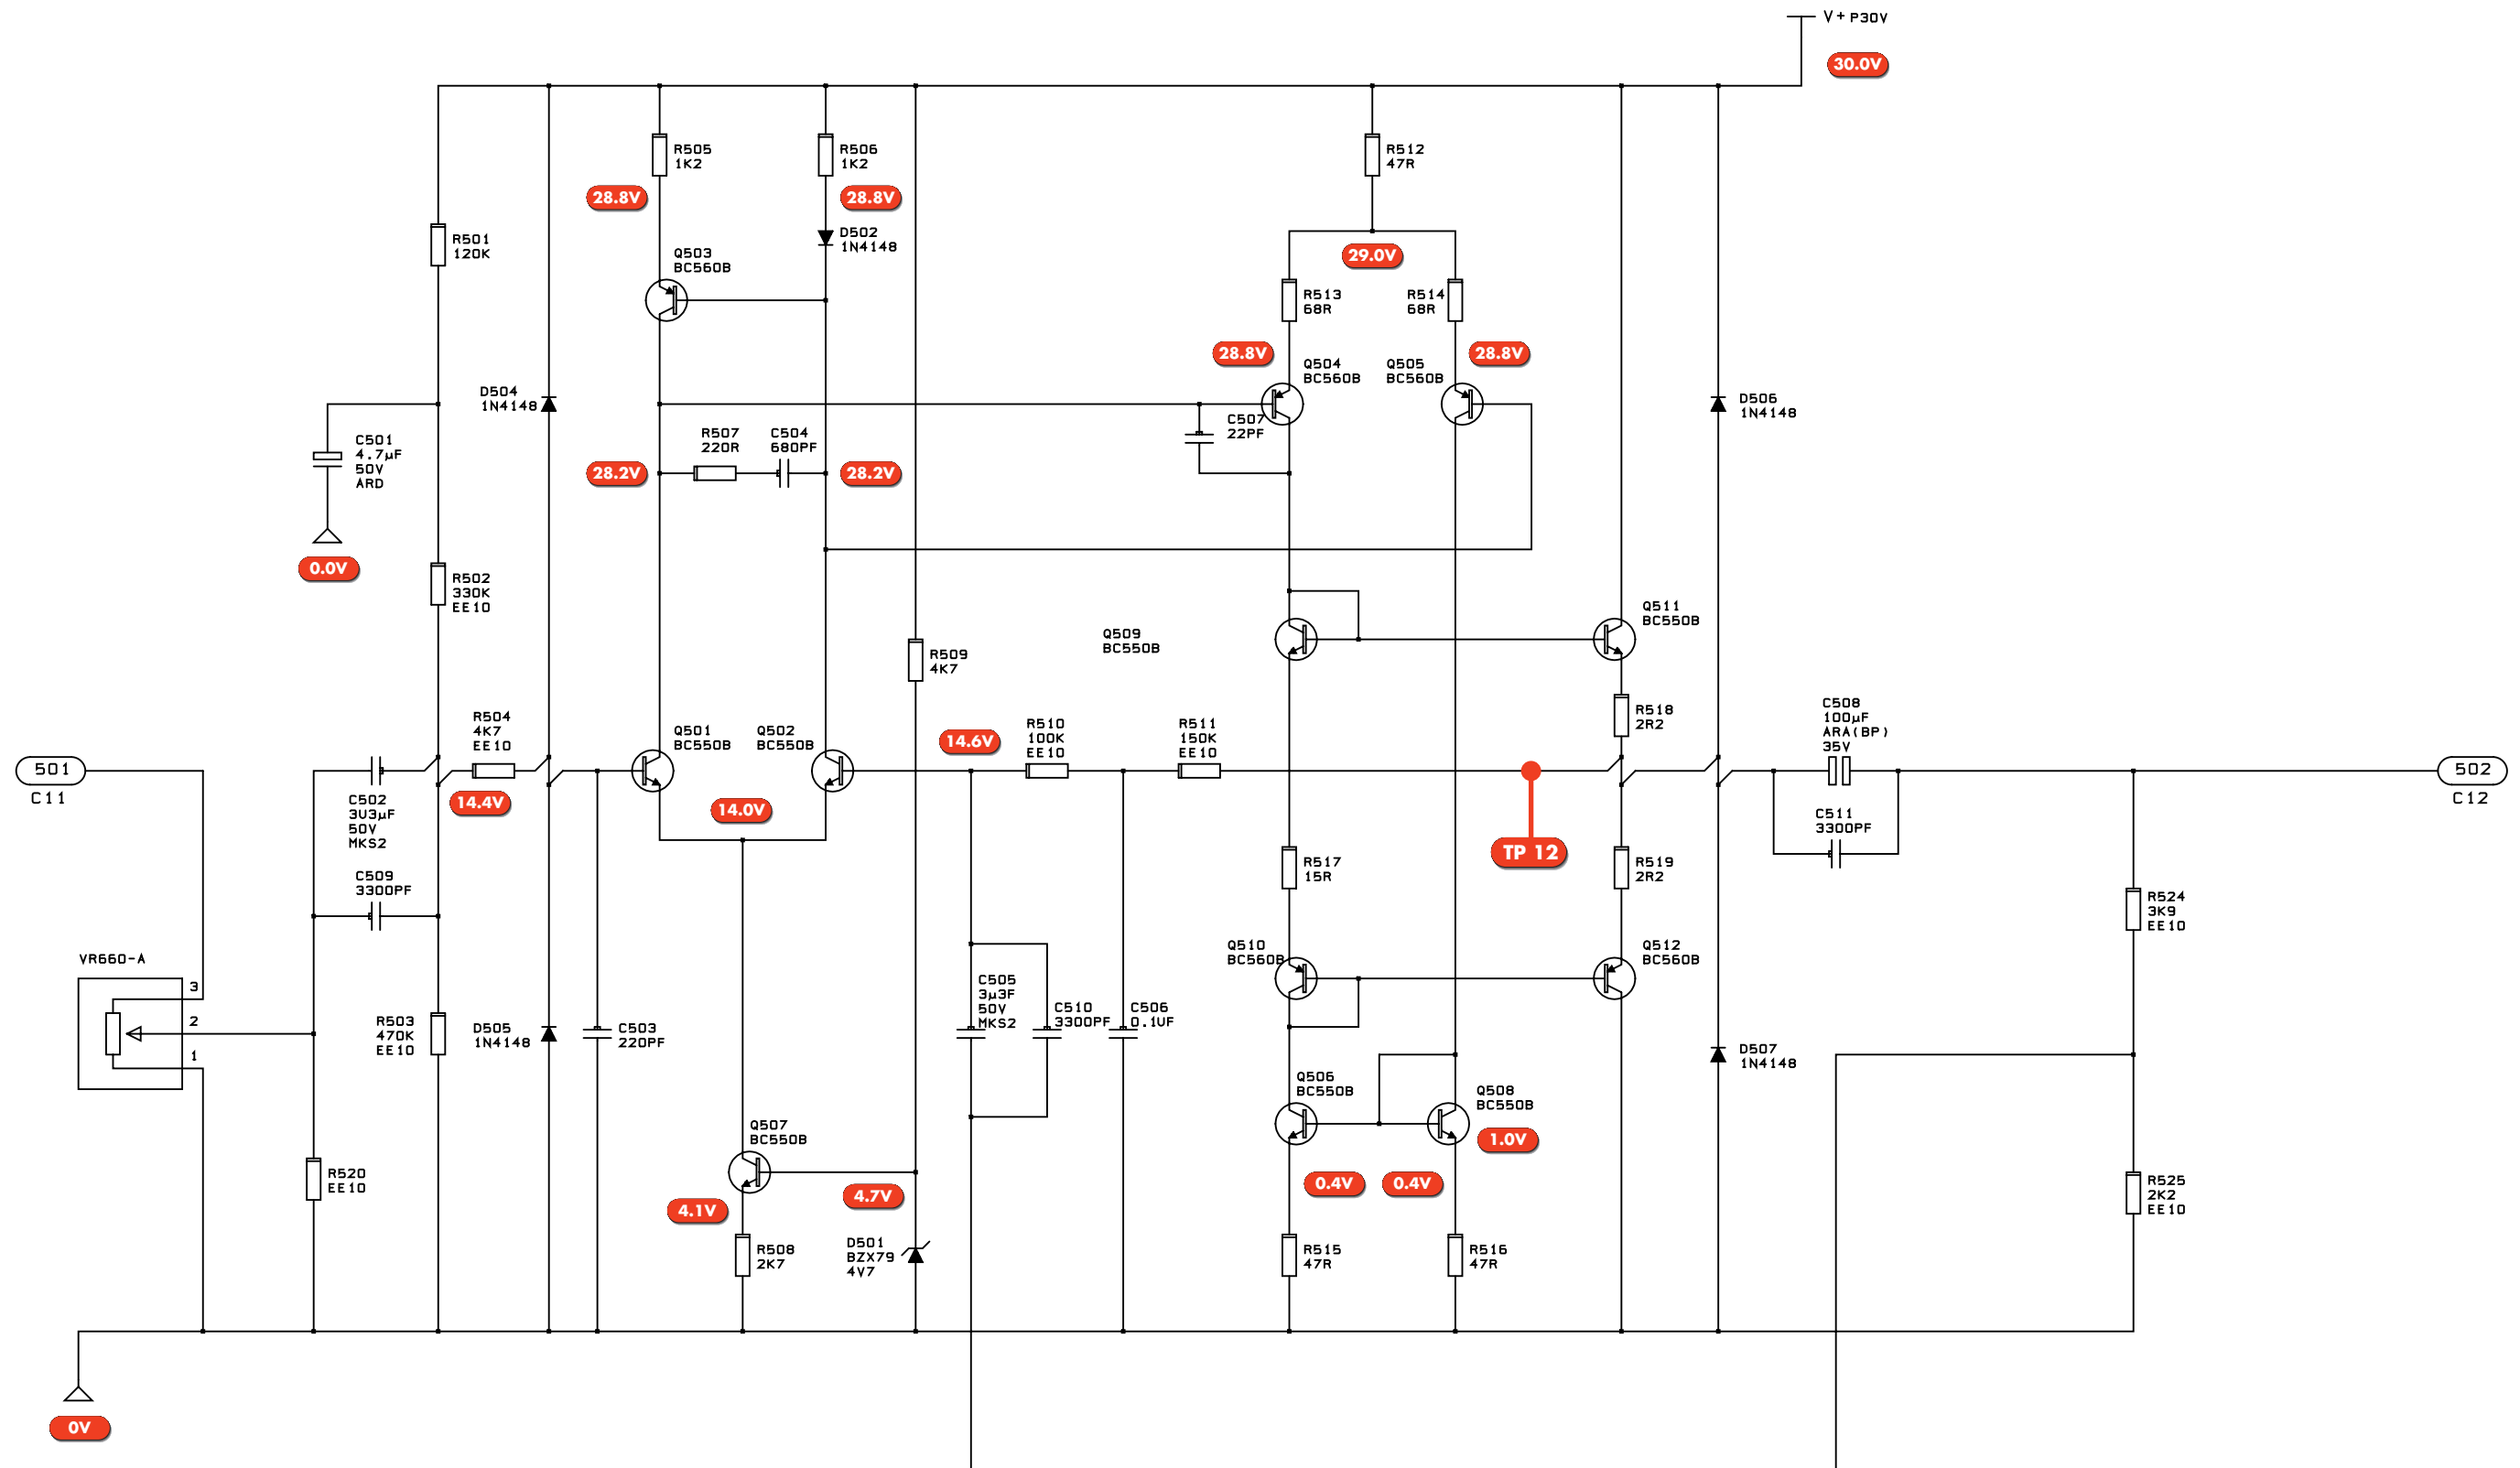 V+ P30V
30.0V
R505
1K2
R506
1K2
R512
47R
28.8V
28.8V
R501
120K
D502
1N4148
Q503
BC560B
29.0V
R513
68R
R514
68R
28.8V
28.8V
Q504
BC560B
Q505
BC560B
D504
1N4148
D506
1N4148
C507
22PF
C501
4.7µF
50V
ARD
R507
220R
C504
680PF
28.2V
28.2V
0.0V
R502
330K
EE10
Q511
BC550B
Q509
BC550B
R509
4K7
R504
4K7
EE10
Q501
BC550B
Q502
BC550B
14.6V
R510
100K
EE10
R511
150K
EE10
R518
2R2
C508
100µF
ARA(BP)
35V
501
C11
502
C12
14.4V
14.0V
C502
3U3µF
50V
MKS2
C511
3300PF
TP 12
R517
15R
R519
2R2
C509
3300PF
R524
3K9
EE10
VR660-A
3
2
1
Q510
BC560B
Q512
BC560B
C505
3µ3F
50V
MKS2
C510
3300PF
C506
0.1UF
R503
470K
EE10
D505
1N4148
C503
220PF
D507
1N4148
Q506
BC550B
Q508
BC550B
1.0V
Q507
BC550B
R520
EE10
0.4V
0.4V
4.7V
4.1V
R525
2K2
EE10
R508
2K7
D501
BZX79
4V7
R515
47R
R516
47R
0V